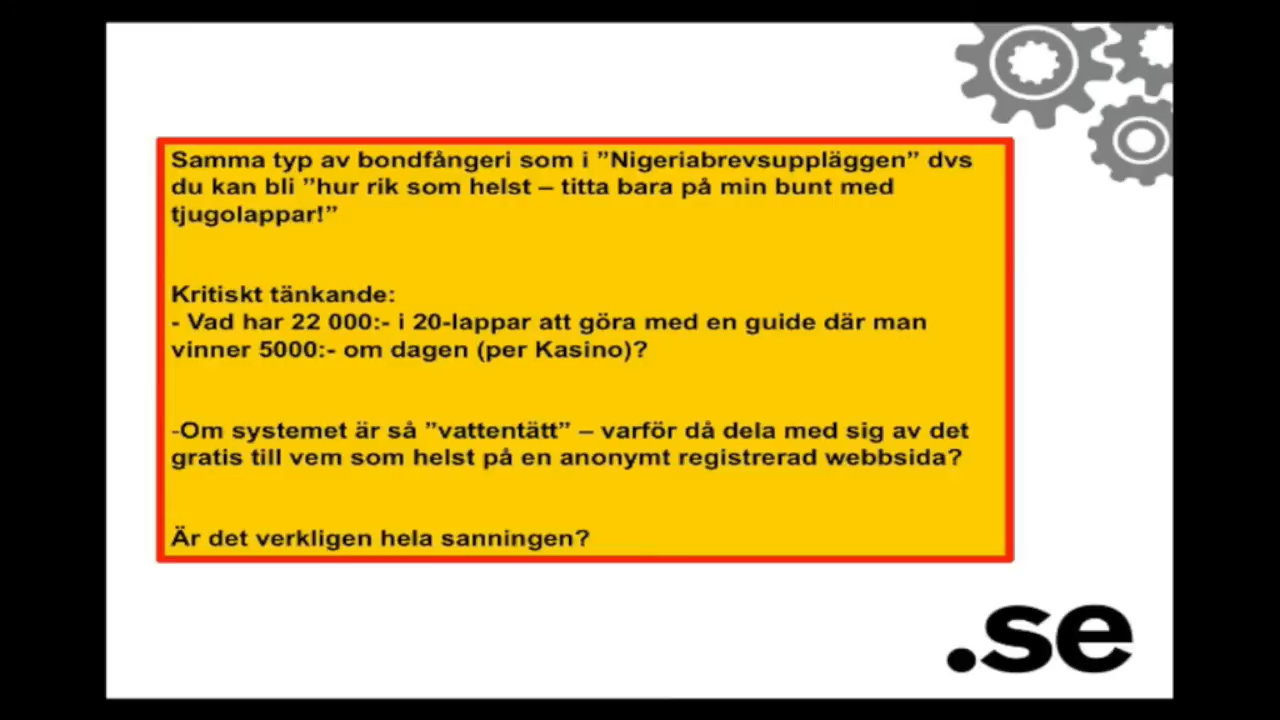 Samma typ av bondfångeri som i ”Nigeriabrevsuppläggen” dvs
du kan bli ”hur rik som helst – titta bara på min bunt med
tjugolappar!”
Kritiskt tänkande:
- Vad har 22 000:- i 20-lappar att göra med en guide där man
vinner 5000:- om dagen (per Kasino)?
-Om systemet är så ”vattentätt” – varför då dela med sig av det
gratis till vem som helst på en anonymt registrerad webbsida?
Är det verkligen hela sanningen?
.se